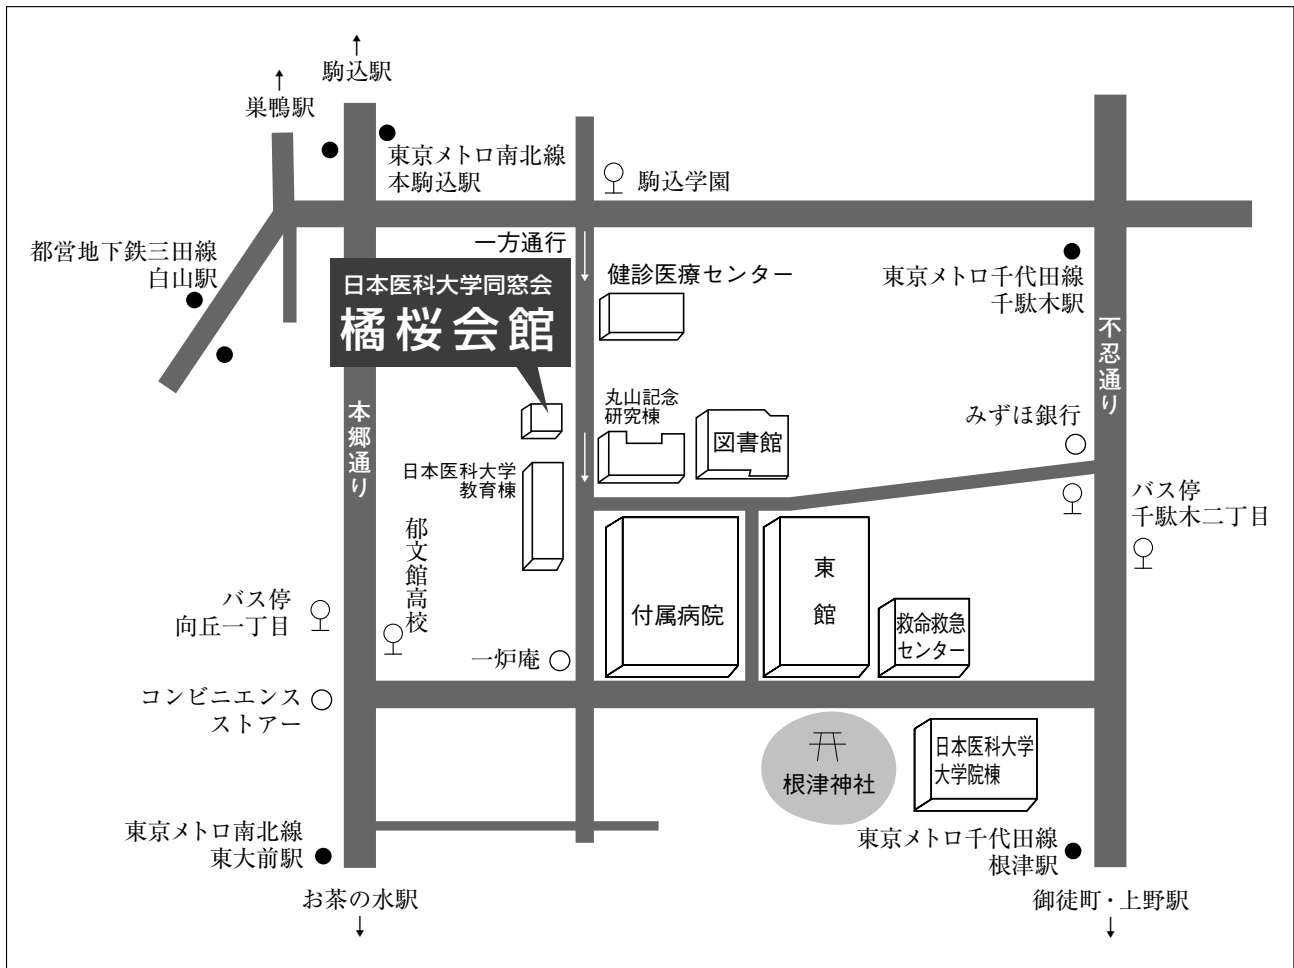 駒込駅
巣鴨駅
東京メトロ南北線
本駒込駅
駒込学園
都営地下鉄三田線
白山駅
一方通行
日本医科大学同窓会
橘桜会館
健診医療センター
東京メトロ千代田線
千駄木駅
不忍通り
本郷通り
丸山記念
研究棟
図書館
みずほ銀行
日本医科大学
教育棟
バス停
千駄木二丁目
郁文館高校
付属病院
東館
救命救急
センター
バス停
向丘一丁目
一炉庵
コンビニエンス
ストアー
根津神社
日本医科大学
大学院棟
東京メトロ南北線
東大前駅
東京メトロ千代田線
根津駅
お茶の水駅
御徒町・上野駅